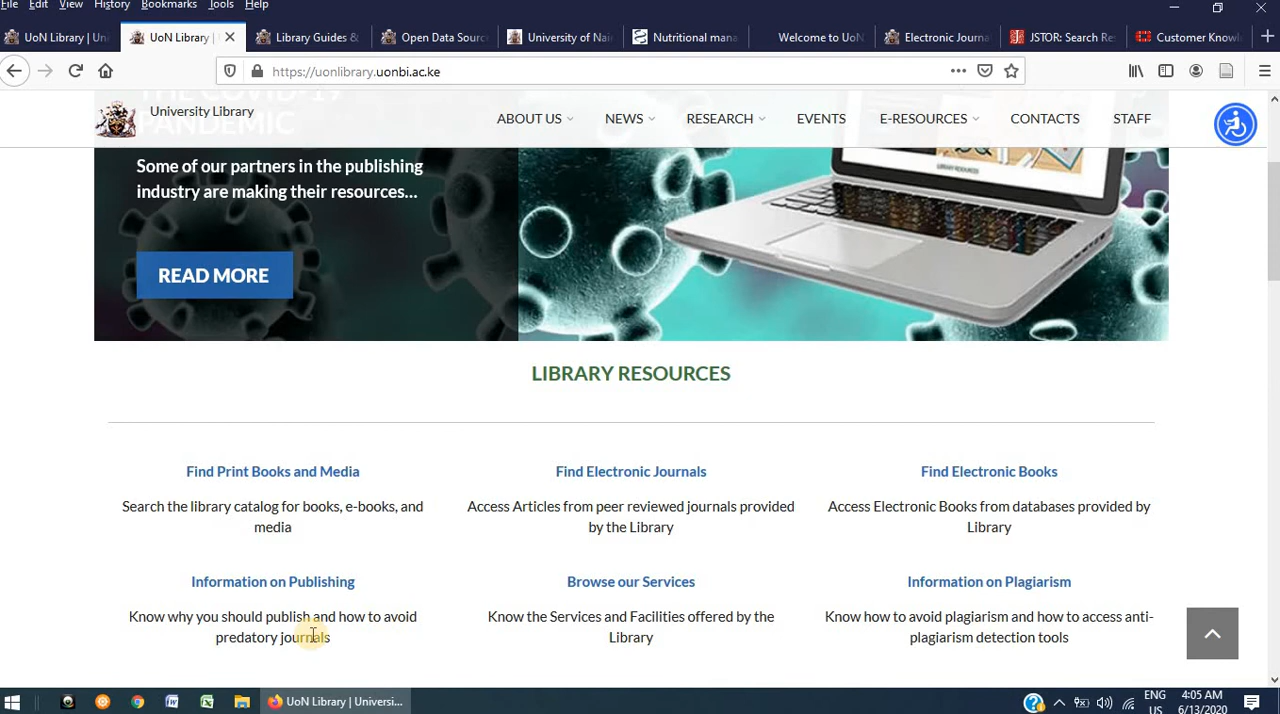 File Edit View History Bookmarks Tools Help
UoN Library | Un
UoN Library |
Library Guides &
Open Data Sourc
University of Nai
Nutritional mana
Welcome to UoN
Electronic Journa
JSTOR: Search Re
Customer Knowl
https://uonlibrary.uonbi.ac.ke
THE COVID-19
PANDEMIC
University Library
ABOUT US NEWS RESEARCH EVENTS E-RESOURCES CONTACTS STAFF
Some of our partners in the publishing
industry are making their resources...
READ MORE
LIBRARY RESOURCES
Find Print Books and Media
Search the library catalog for books, e-books, and
media
Find Electronic Journals
Access Articles from peer reviewed journals provided
by the Library
Find Electronic Books
Access Electronic Books from databases provided by
Library
Information on Publishing
Know why you should publish and how to avoid
predatory journals
Browse our Services
Know the Services and Facilities offered by the
Library
Information on Plagiarism
Know how to avoid plagiarism and how to access anti-
plagiarism detection tools
UoN Library | Universi...
ENG
US
4:05 AM
6/13/2020